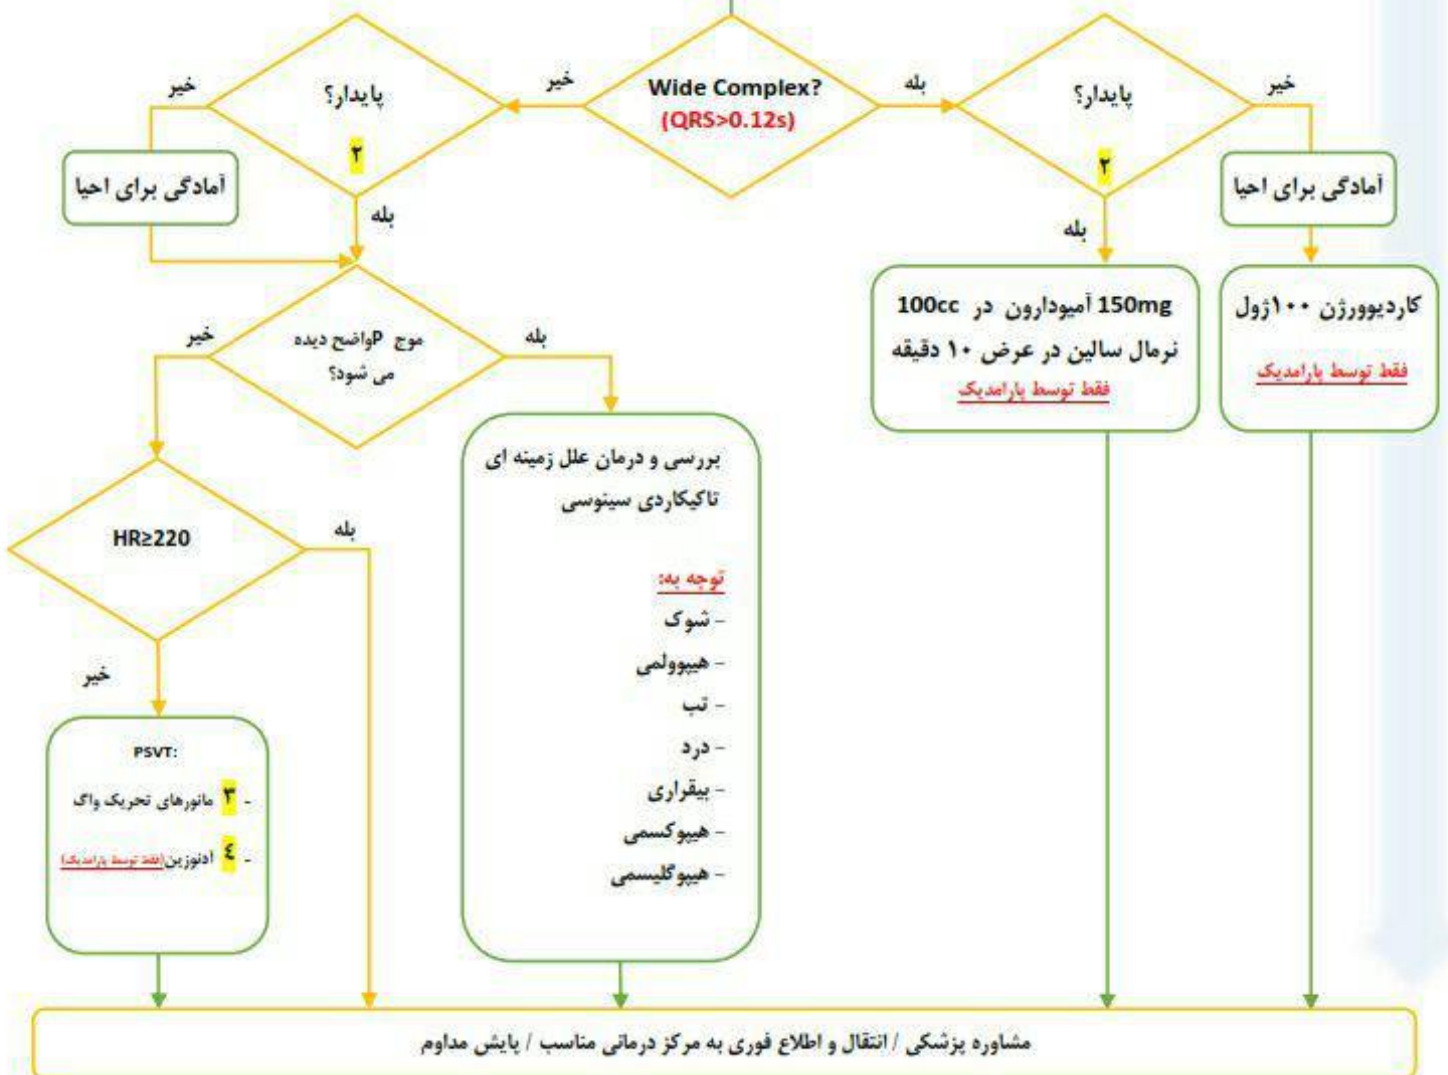 Wide Complex?
(QRS>0.12s)
بله
خیر
پایدار؟
۲
خیر
بله
آمادگی برای احیا
کاردیوورژن ۱۰۰ژول
فقط توسط پارامدیک
150mg آمیودارون در 100cc
نرمال سالین در عرض ۱۰ دقیقه
فقط توسط پارامدیک
پایدار؟
۲
خیر
بله
آمادگی برای احیا
موج Pواضح دیده
می شود؟
بله
خیر
بررسی و درمان علل زمینه ای
تاکیکاردی سینوسی
توجه به:
- شوک
- هیپوولمی
- تب
- درد
- بیقراری
- هیپوکسمی
- هیپوگلیسمی
HR≥220
بله
خیر
PSVT:
- ۳ مانورهای تحریک واگ
- ٤ آدنوزین(فقط توسط پارامدیک)
مشاوره پزشکی / انتقال و اطلاع فوری به مرکز درمانی مناسب / پایش مداوم